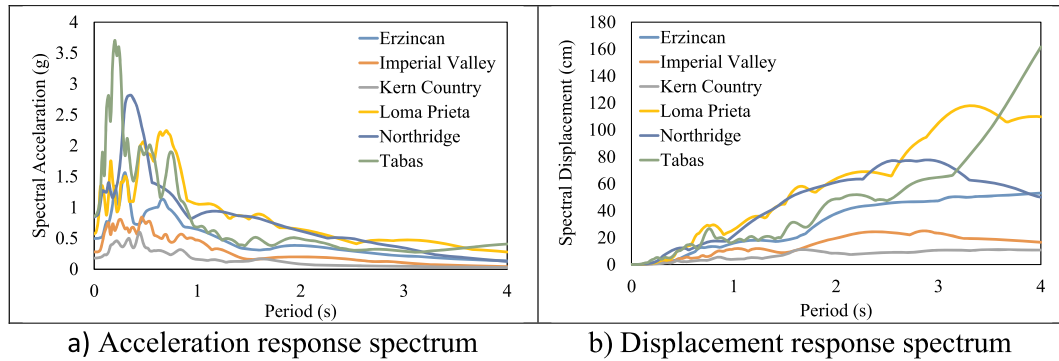 4
3.5
3
2.5
2
1.5
1
0.5
0
Spectral Accelaration (g)
Erzincan
Imperial Valley
Kern Country
Loma Prieta
Northridge
Tabas
0 1 2 3 4
Period (s)
a) Acceleration response spectrum
180
160
140
120
100
80
60
40
20
0
Spectral Displacement (cm)
Erzincan
Imperial Valley
Kern Country
Loma Prieta
Northridge
Tabas
0 1 2 3 4
Period (s)
b) Displacement response spectrum